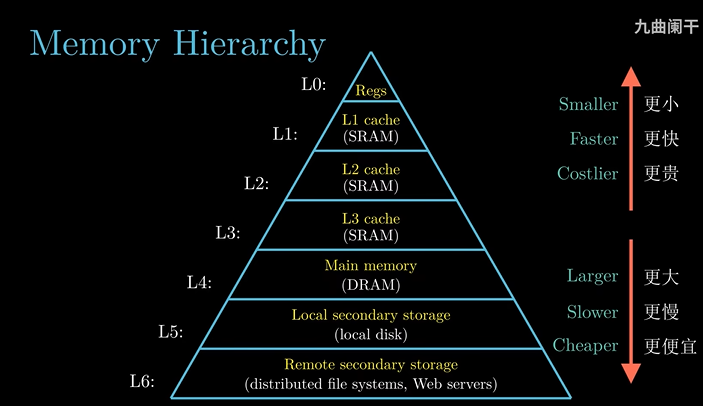 九曲阑干
Memory Hierarchy
L0:
Regs
L1:
L1 cache
(SRAM)
L2:
L2 cache
(SRAM)
L3:
L3 cache
(SRAM)
L4:
Main memory
(DRAM)
L5:
Local secondary storage
(local disk)
L6:
Remote secondary storage
(distributed file systems, Web servers)
Smaller 更小
Faster 更快
Costlier 更贵
Larger 更大
Slower 更慢
Cheaper 更便宜